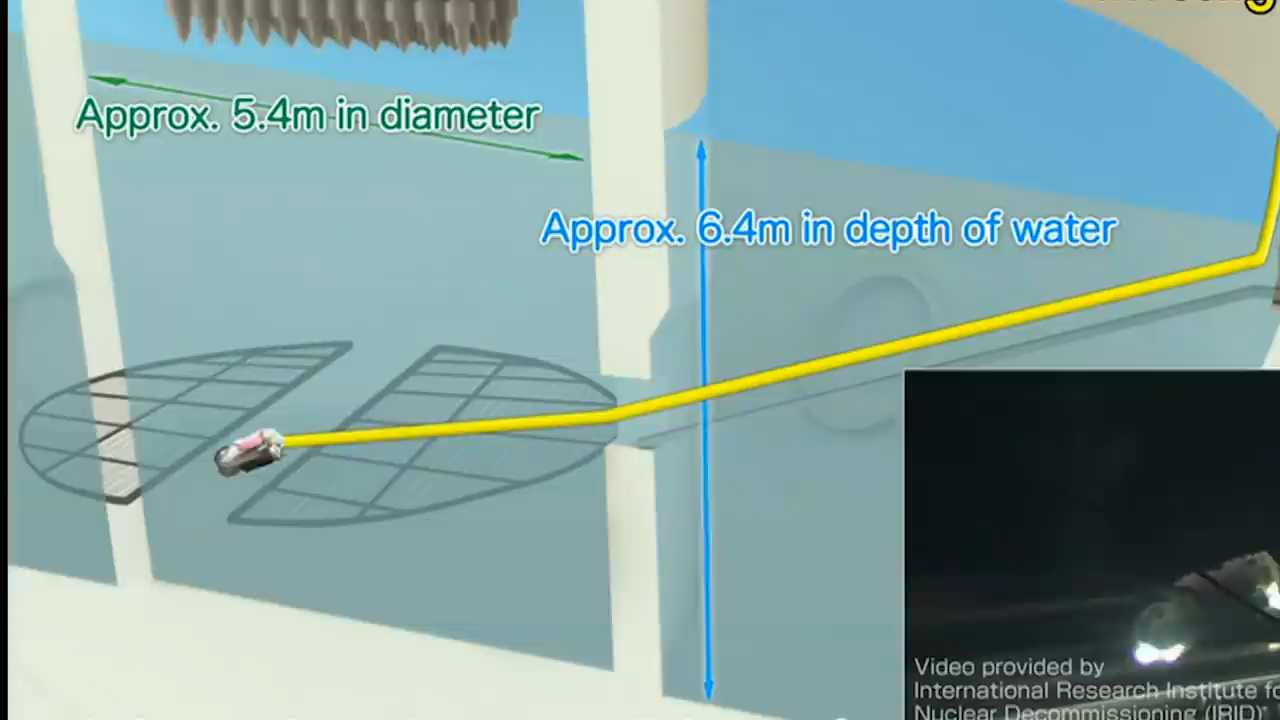 Approx. 5.4m in diameter
Approx. 6.4m in depth of water
Video provided by
International Research Institute fo
Nuclear Decommissioning (IRID)